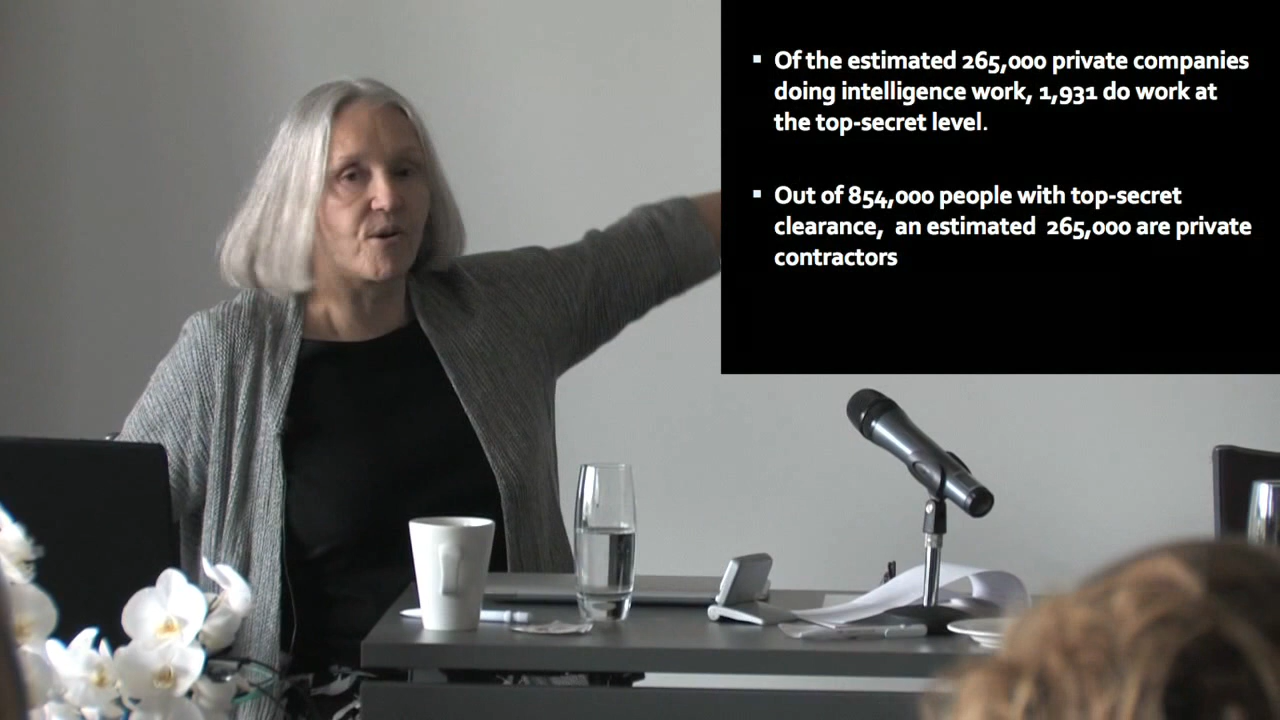 ▪ Of the estimated 265,000 private companies
doing intelligence work, 1,931 do work at
the top-secret level.
▪ Out of 854,000 people with top-secret
clearance,  an estimated  265,000 are private
contractors